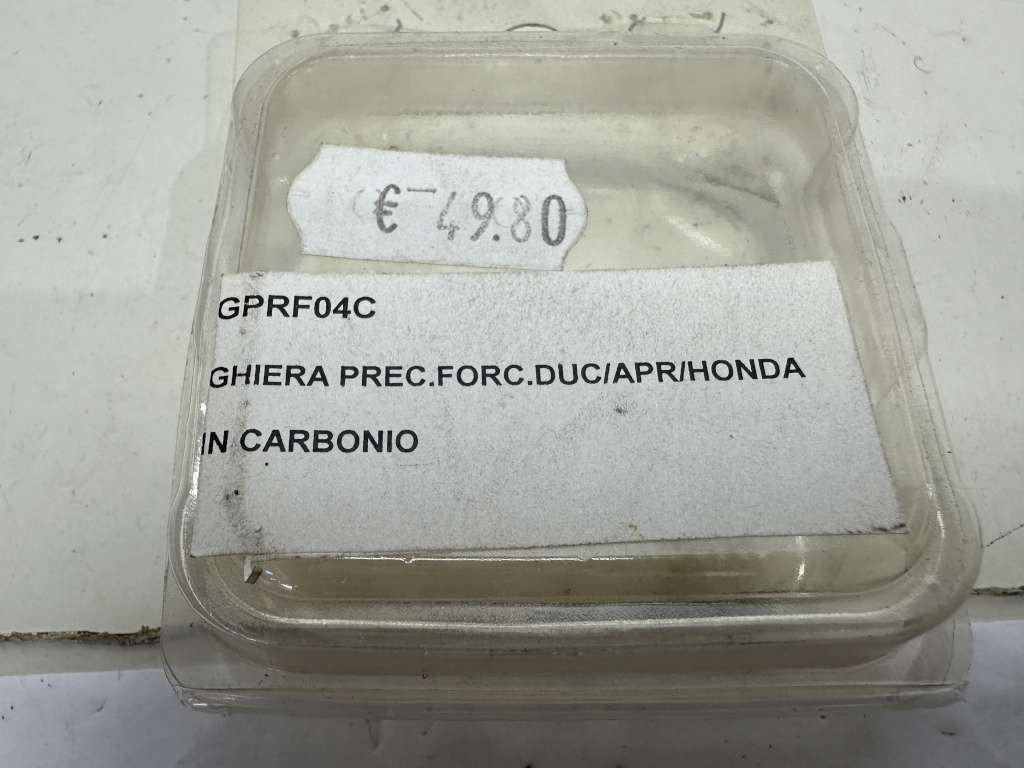 € 49.80
GPRF04C
GHIERA PREC.FORC.DUC/APR/HONDA
IN CARBONIO